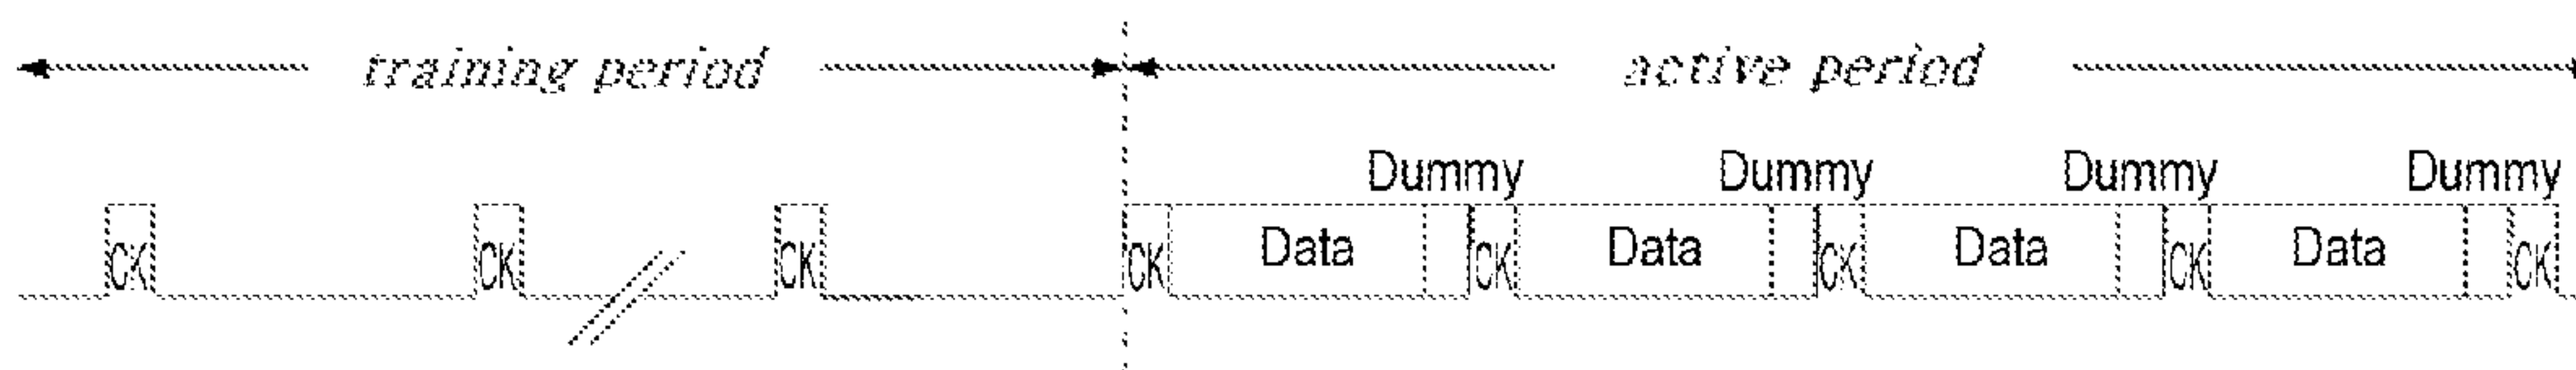 training period active period
Dummy Dummy Dummy Dummy
CK CK CK CK Data CK Data CK Data CK Data CK